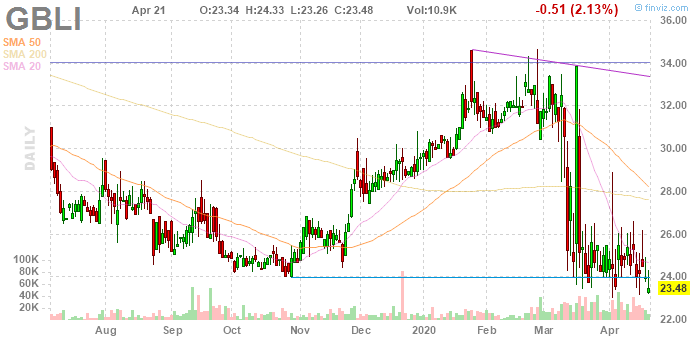 GBLI
Apr 21 O:23.34 H:24.33 L:23.26 C:23.48 Vol:10.9K
-0.51 (2.13%)
© finviz.com
SMA 50
SMA 200
SMA 20
DAILY
36.00
34.00
32.00
30.00
28.00
26.00
24.00
23.48
22.00
100K
80K
60K
40K
20K
Aug Sep Oct Nov Dec 2020 Feb Mar Apr